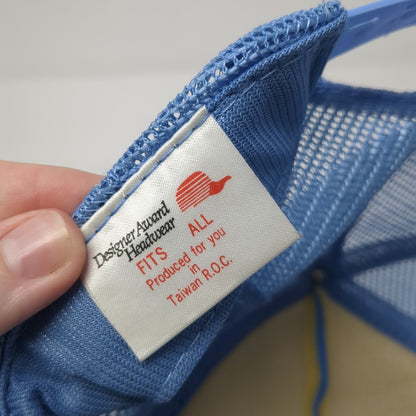 Designer Award
Headwear
FITS ALL
Produced for you
in
Taiwan R.O.C.